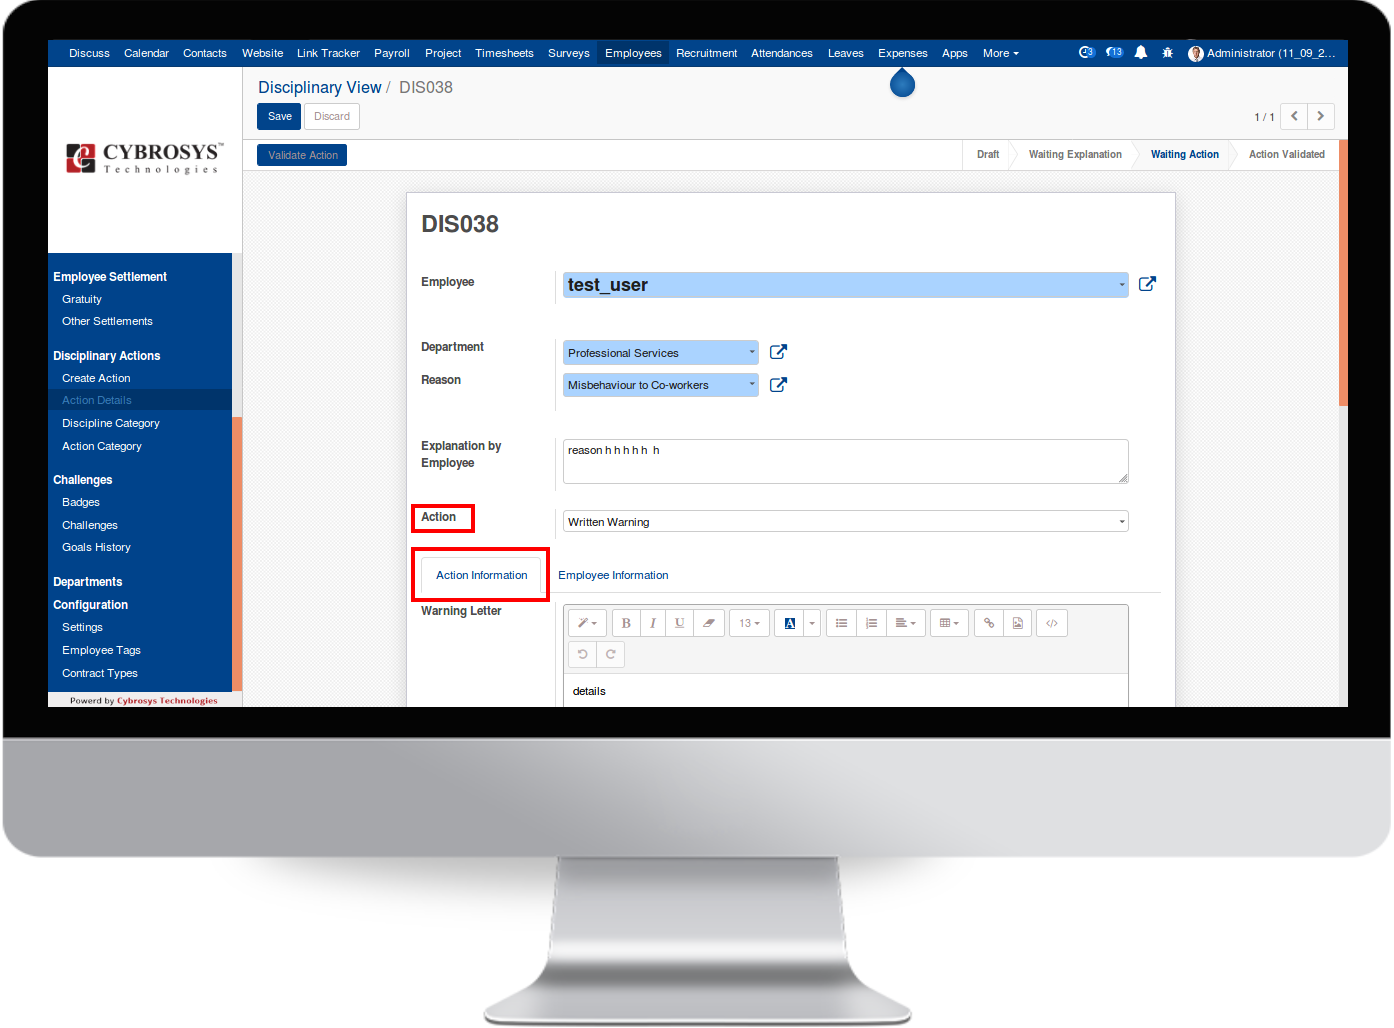 Discuss Calendar Contacts Website Link Tracker Payroll Project Timesheets Surveys Employees Recruitment Attendances Leaves Expenses Apps More 3 13 Administrator (11_09_2...
Disciplinary View / DIS038
Save Discard
1 / 1
CYBROSYS™
Technologies
Validate Action
Draft Waiting Explanation Waiting Action Action Validated
Employee Settlement
Gratuity
Other Settlements
Disciplinary Actions
Create Action
Action Details
Discipline Category
Action Category
Challenges
Badges
Challenges
Goals History
Departments
Configuration
Settings
Employee Tags
Contract Types
Powerd by Cybrosys Technologies
DIS038
Employee test_user
Department Professional Services
Reason Misbehaviour to Co-workers
Explanation by
Employee
reason h h h h h  h
Action Written Warning
Action Information Employee Information
Warning Letter
B I U 13 A </>
details